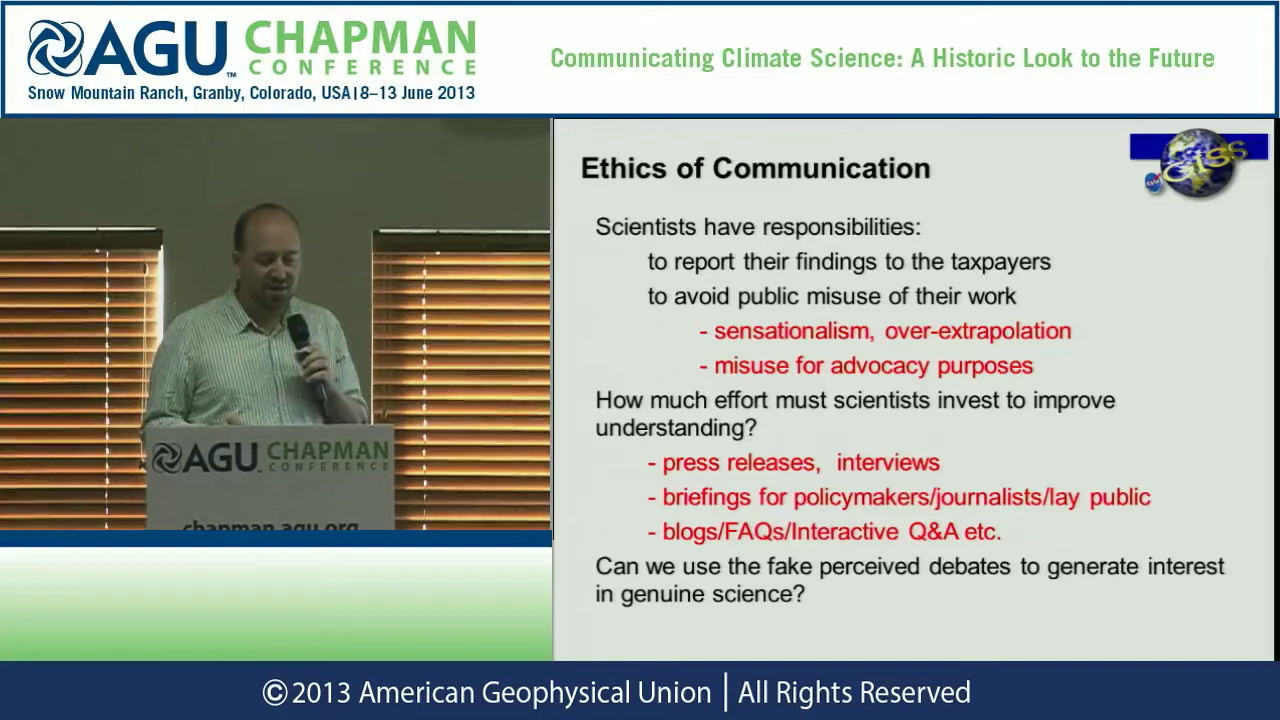 AGU CHAPMAN
™ CONFERENCE
Snow Mountain Ranch, Granby, Colorado, USA|8–13 June 2013
Communicating Climate Science: A Historic Look to the Future
AGU CHAPMAN
CONFERENCE
chapman.agu.org
Ethics of Communication
GISS
Scientists have responsibilities:
to report their findings to the taxpayers
to avoid public misuse of their work
- sensationalism, over-extrapolation
- misuse for advocacy purposes
How much effort must scientists invest to improve
understanding?
- press releases, interviews
- briefings for policymakers/journalists/lay public
- blogs/FAQs/Interactive Q&A etc.
Can we use the fake perceived debates to generate interest
in genuine science?
©2013 American Geophysical Union | All Rights Reserved